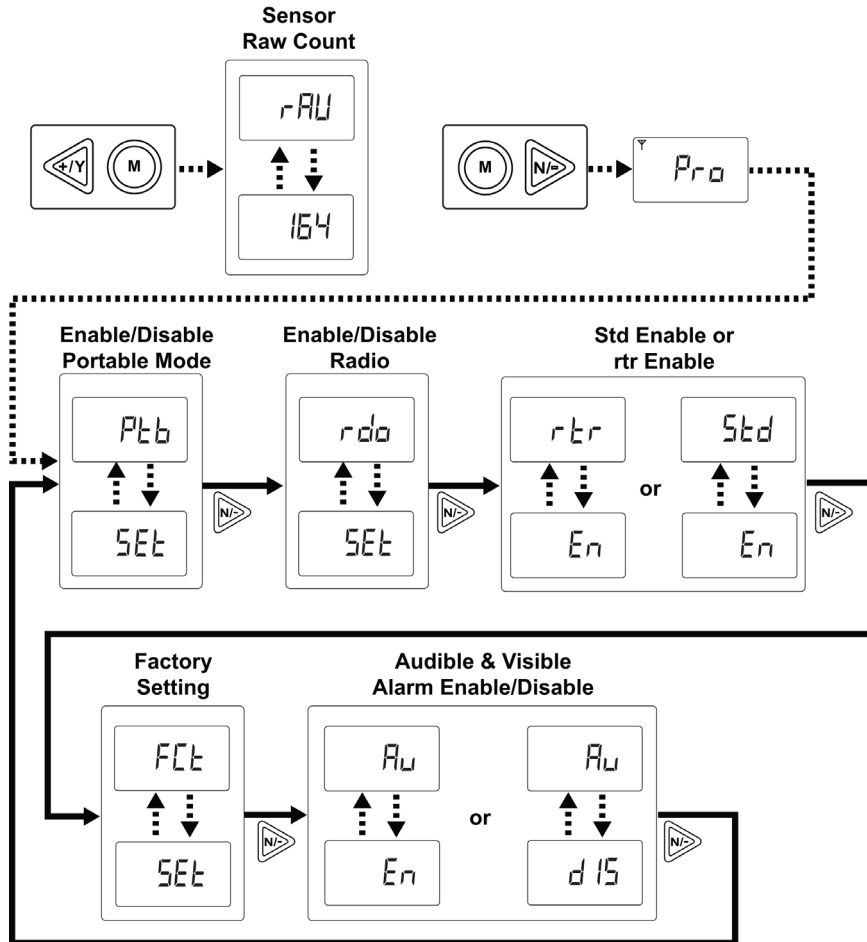 Sensor
Raw Count
rAU
+/Y M
M N/-
Pro
164
Enable/Disable
Portable Mode
Enable/Disable
Radio
Std Enable or
rtr Enable
Ptb
rdo
rtr
Std
or
N/-
N/-
N/-
SEt
SEt
En
En
Factory
Setting
Audible & Visible
Alarm Enable/Disable
FCt
Au
Au
or
N/-
N/-
SEt
En
dIS